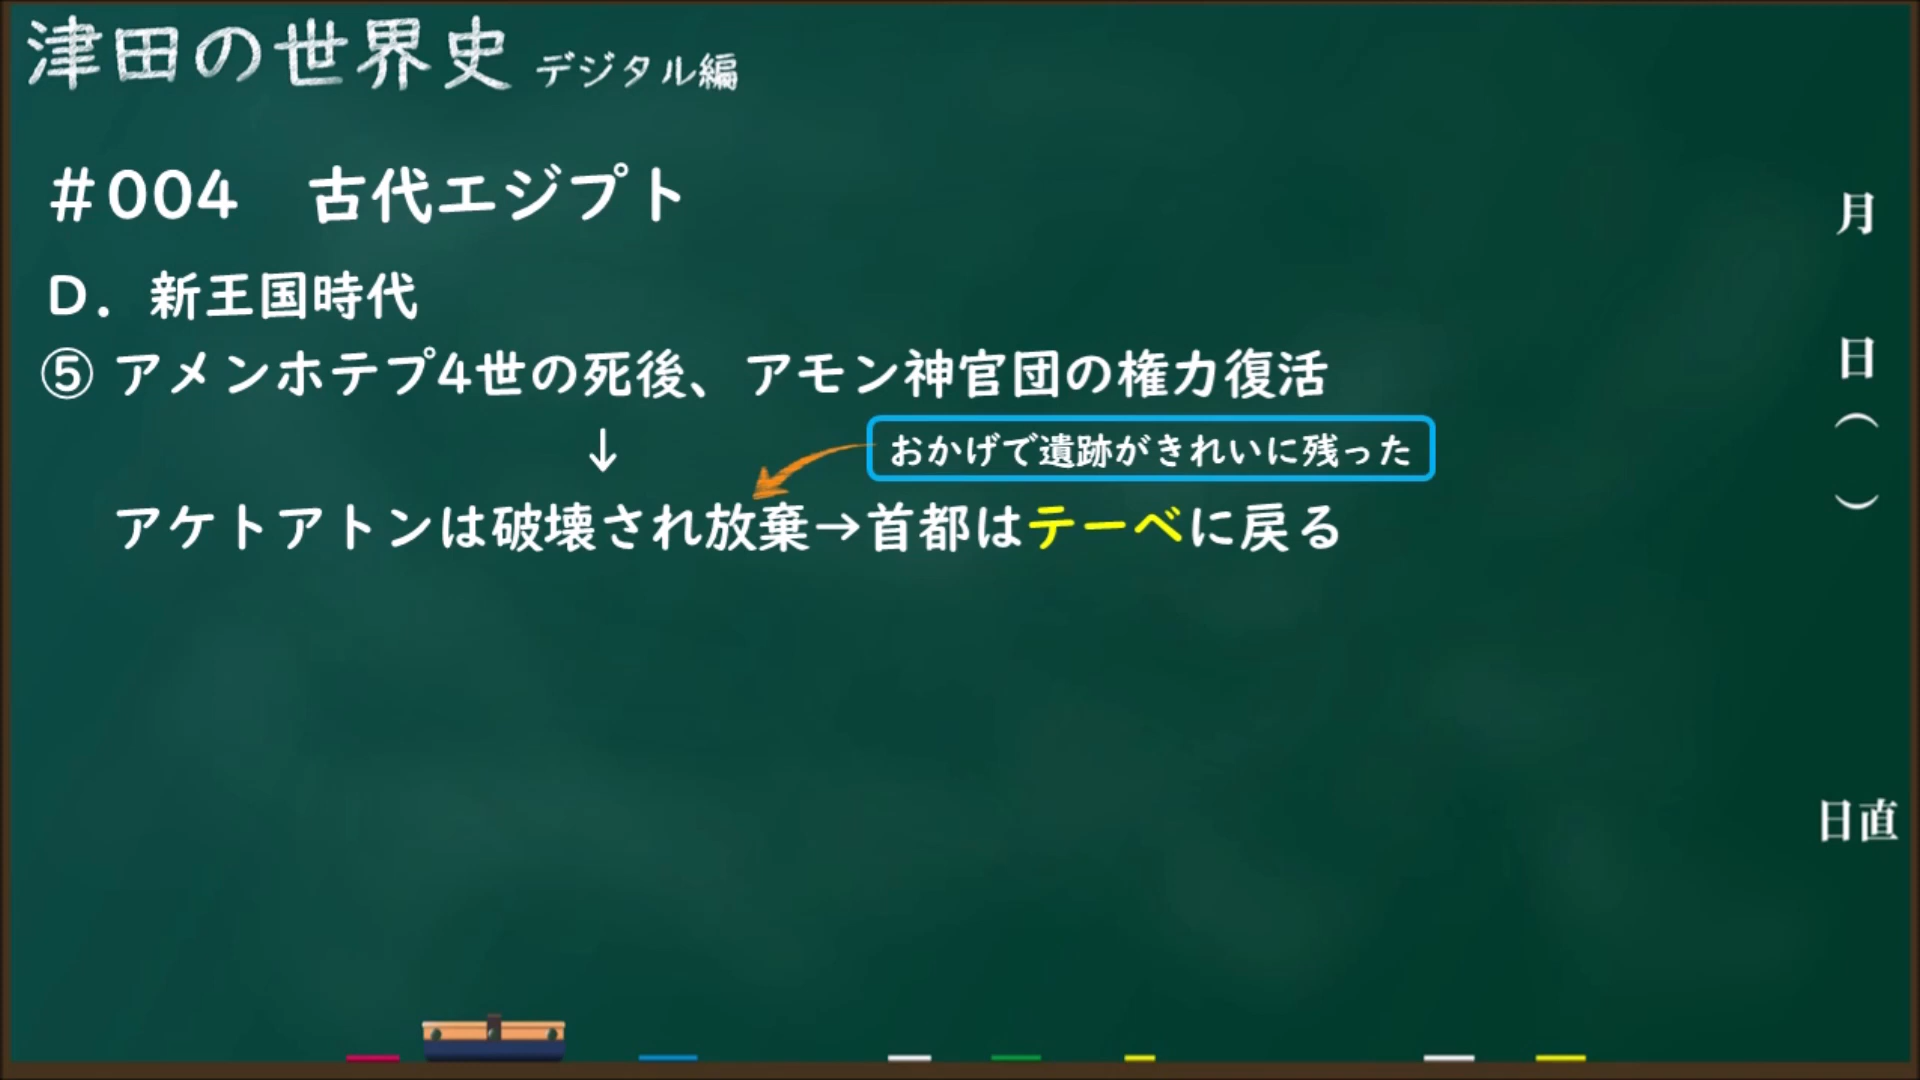 津田の世界史 デジタル編
#004 古代エジプト
D. 新王国時代
⑤ アメンホテプ4世の死後、アモン神官団の権力復活
↓
おかげで遺跡がきれいに残った
アケトアトンは破壊され放棄→首都はテーベに戻る
月
日
（
）
日直